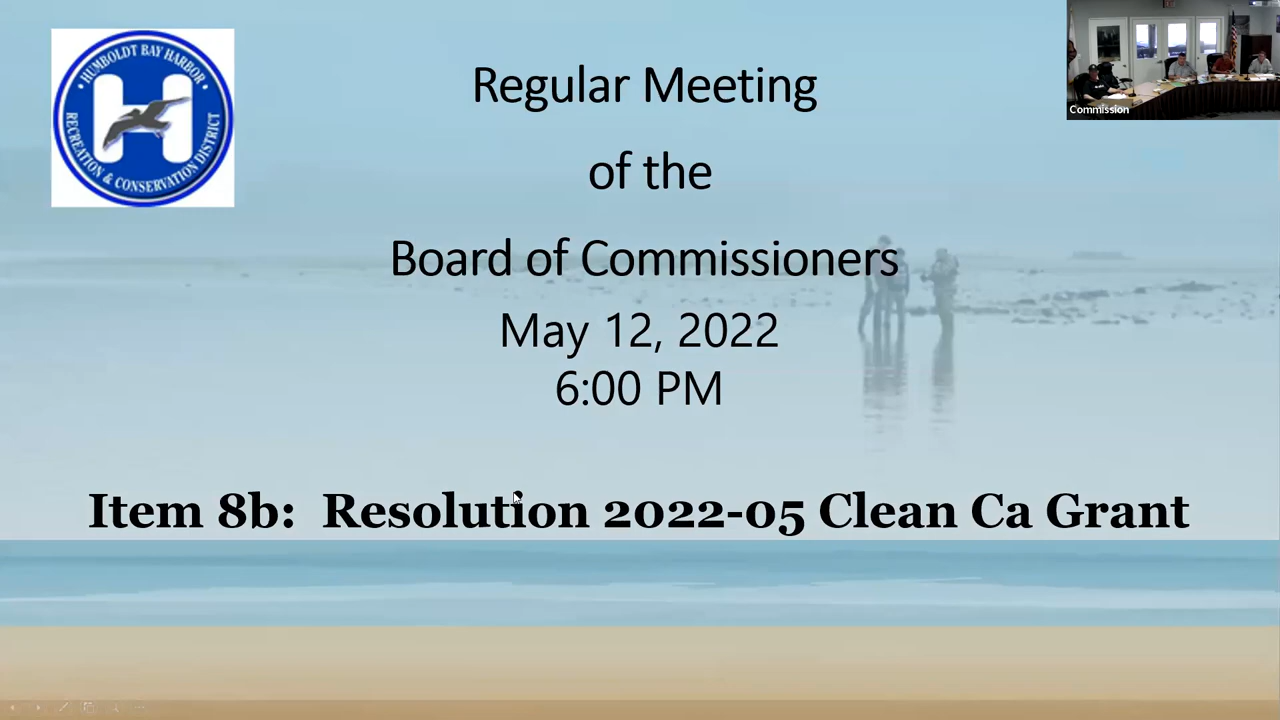 HUMBOLDT BAY HARBOR
RECREATION & CONSERVATION DISTRICT
H
Regular Meeting
of the
Board of Commissioners
May 12, 2022
6:00 PM
Item 8b: Resolution 2022-05 Clean Ca Grant
Commission